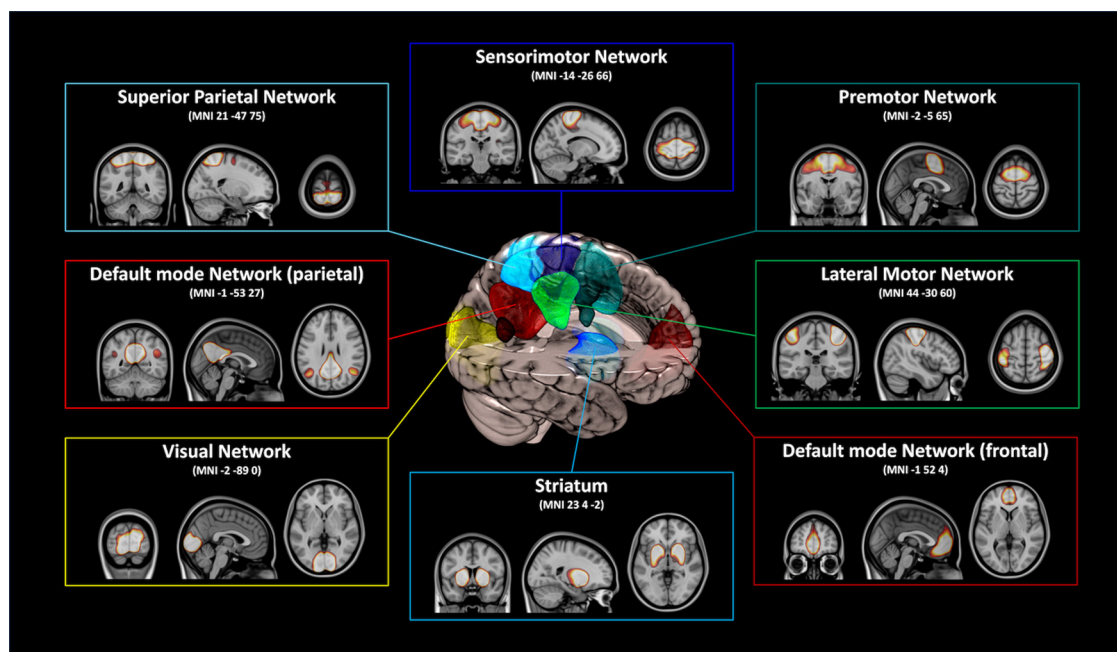 Sensorimotor Network
(MNI -14 -26 66)
Superior Parietal Network
(MNI 21 -47 75)
Premotor Network
(MNI -2 -5 65)
Default mode Network (parietal)
(MNI -1 -53 27)
Lateral Motor Network
(MNI 44 -30 60)
Visual Network
(MNI -2 -89 0)
Striatum
(MNI 23 4 -2)
Default mode Network (frontal)
(MNI -1 52 4)